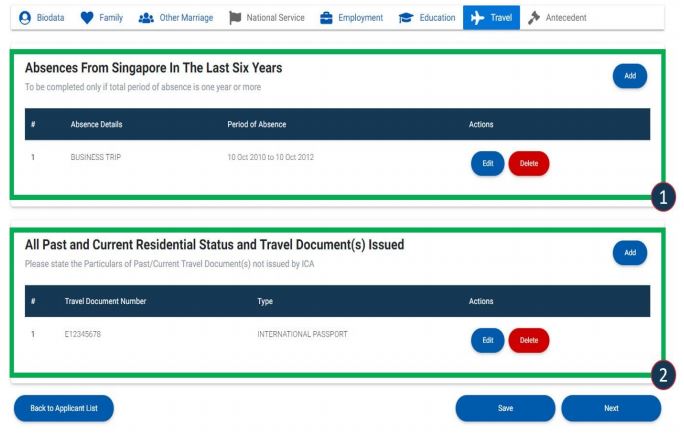 Biodata Family Other Marriage National Service Employment Education Travel Antecedent
Absences From Singapore In The Last Six Years
Add
To be completed only if total period of absence is one year or more
# Absence Details Period of Absence Actions
1 BUSINESS TRIP 10 Oct 2010 to 10 Oct 2012 Edit Delete
1
All Past and Current Residential Status and Travel Document(s) Issued
Add
Please state the Particulars of Past/Current Travel Document(s) not issued by ICA
# Travel Document Number Type Actions
1 E12345678 INTERNATIONAL PASSPORT Edit Delete
2
Back to Applicant List Save Next